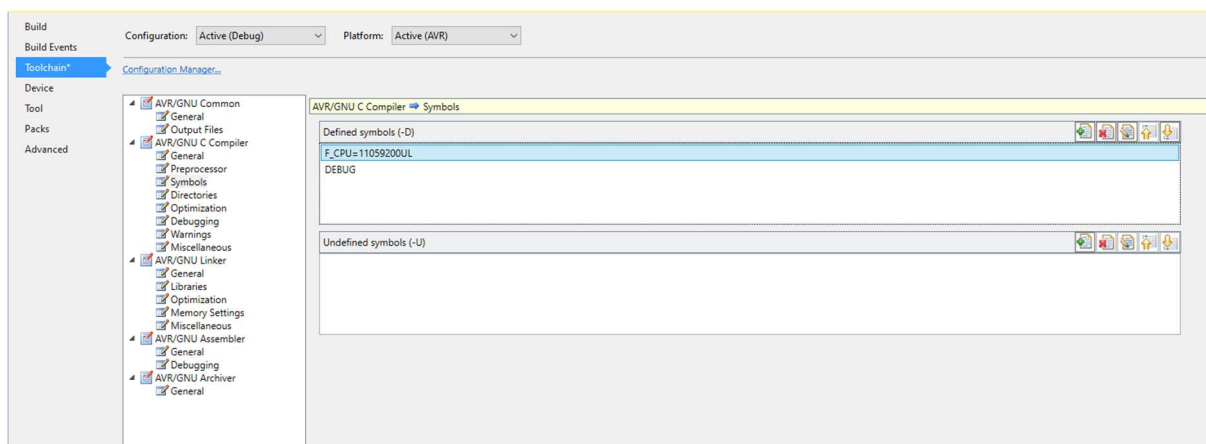 Build
Build Events
Toolchain*
Device
Tool
Packs
Advanced
Configuration: Active (Debug) Platform: Active (AVR)
Configuration Manager...
AVR/GNU Common
General
Output Files
AVR/GNU C Compiler
General
Preprocessor
Symbols
Directories
Optimization
Debugging
Warnings
Miscellaneous
AVR/GNU Linker
General
Libraries
Optimization
Memory Settings
Miscellaneous
AVR/GNU Assembler
General
Debugging
AVR/GNU Archiver
General
AVR/GNU C Compiler ➡ Symbols
Defined symbols (-D)
F_CPU=11059200UL
DEBUG
Undefined symbols (-U)